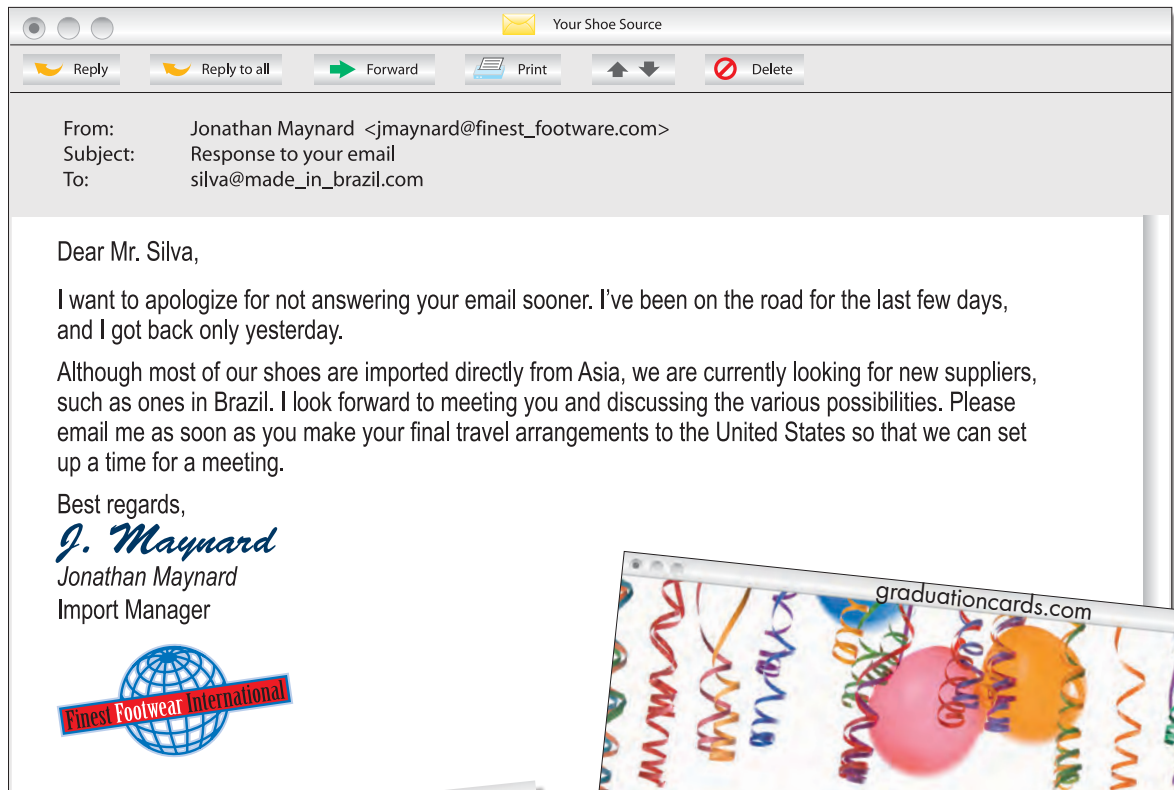 Your Shoe Source
Reply Reply to all Forward Print Delete
From: Jonathan Maynard <jmaynard@finest_footware.com>
Subject: Response to your email
To: silva@made_in_brazil.com
Dear Mr. Silva,
I want to apologize for not answering your email sooner. I've been on the road for the last few days,
and I got back only yesterday.
Although most of our shoes are imported directly from Asia, we are currently looking for new suppliers,
such as ones in Brazil. I look forward to meeting you and discussing the various possibilities. Please
email me as soon as you make your final travel arrangements to the United States so that we can set
up a time for a meeting.
Best regards,
J. Maynard
Jonathan Maynard
Import Manager
Finest Footwear International
graduationcards.com